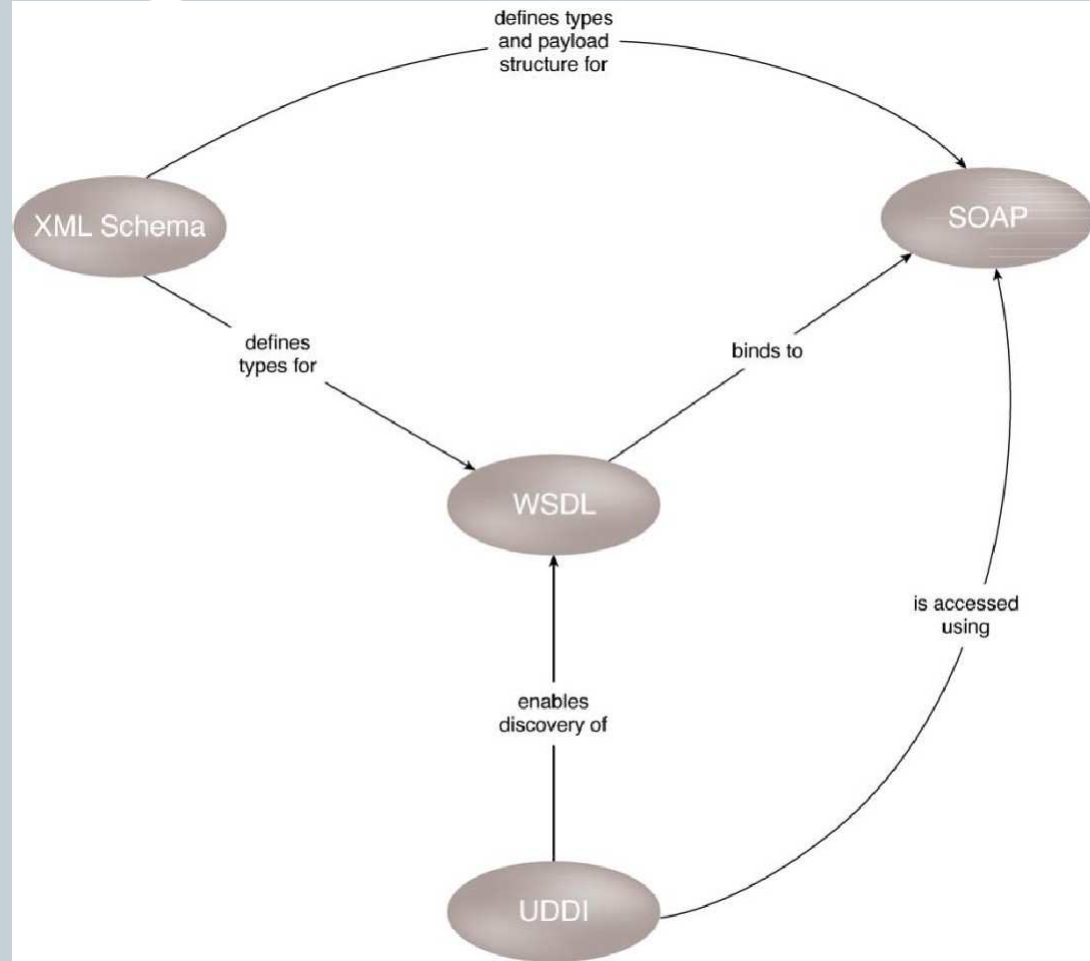 defines types
and payload
structure for
XML Schema
SOAP
defines
types for
binds to
WSDL
is accessed
using
enables
discovery of
UDDI